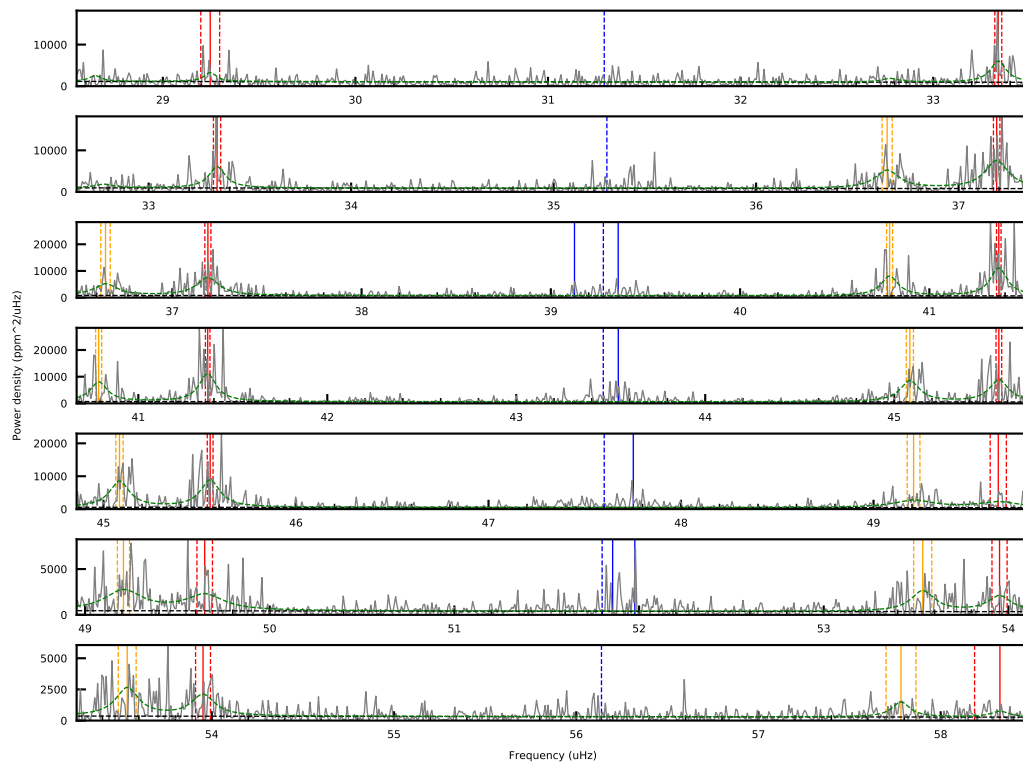 10000
0
29 30 31 32 33
10000
0
33 34 35 36 37
20000
10000
0
37 38 39 40 41
20000
10000
0
41 42 43 44 45
20000
10000
0
45 46 47 48 49
5000
0
49 50 51 52 53 54
5000
2500
0
54 55 56 57 58
Power density (ppm^2/uHz)
Frequency (uHz)